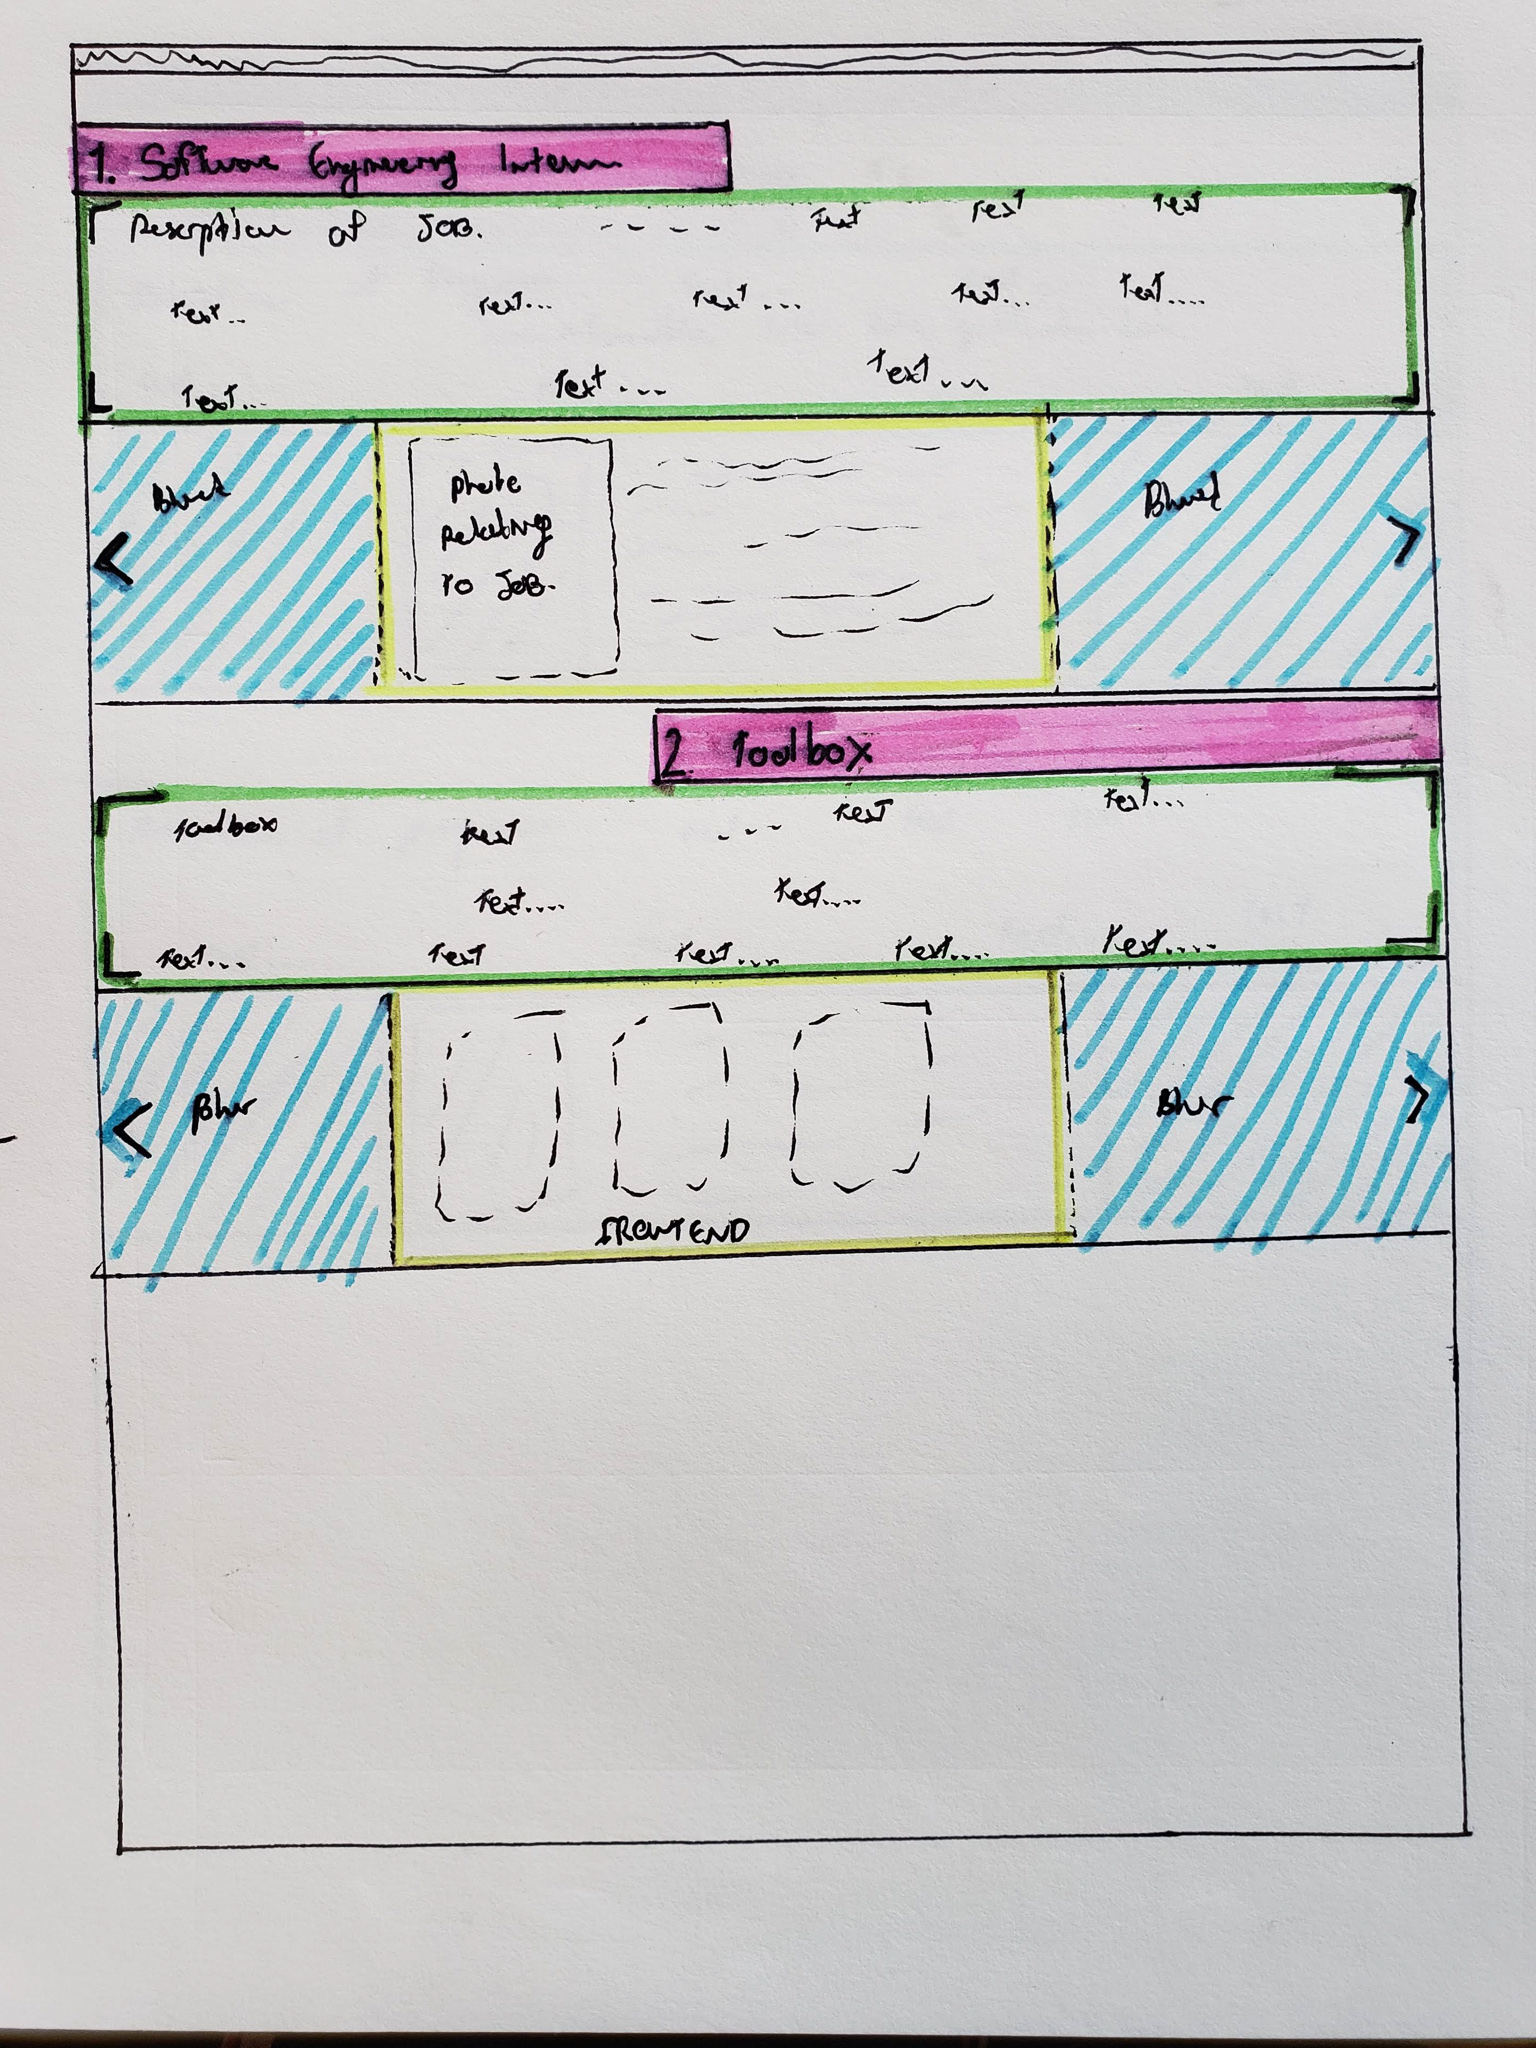 1. Software Engineering Intern
Description of JOB. - - - - Text Text Text
Text... Text... Text... Text... Text....
Text... Text... Text...
Photo
Relating
TO JOB.
Blured
2 Toolbox
Toolbox Text --- Text Text...
Text.... Text....
Text... Text Text.... Text.... Text....
Blur Blur
FRONTEND